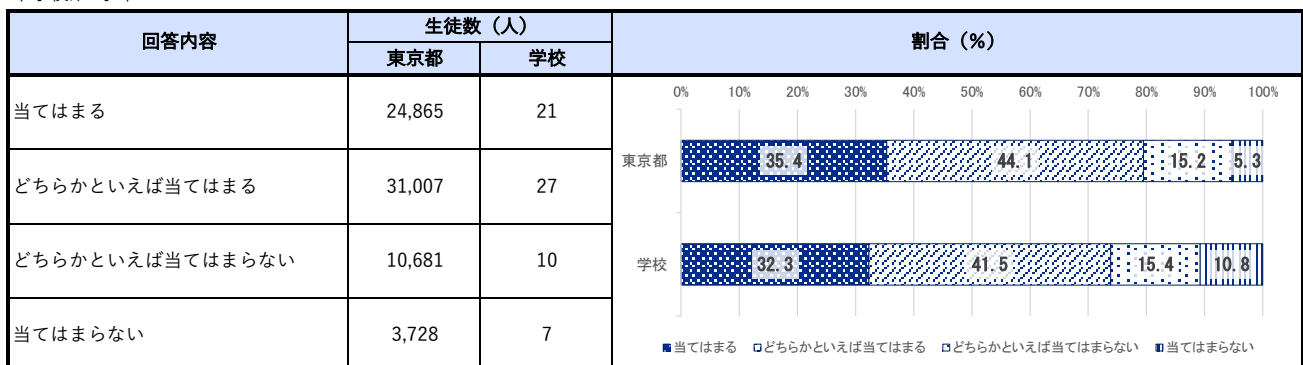 回答内容
生徒数（人）
割合（%）
東京都
学校
当てはまる
24,865
21
どちらかといえば当てはまる
31,007
27
どちらかといえば当てはまらない
10,681
10
当てはまらない
3,728
7
0% 10% 20% 30% 40% 50% 60% 70% 80% 90% 100%
東京都 35.4 44.1 15.2 5.3
学校 32.3 41.5 15.4 10.8
当てはまる どちらかといえば当てはまる どちらかといえば当てはまらない 当てはまらない